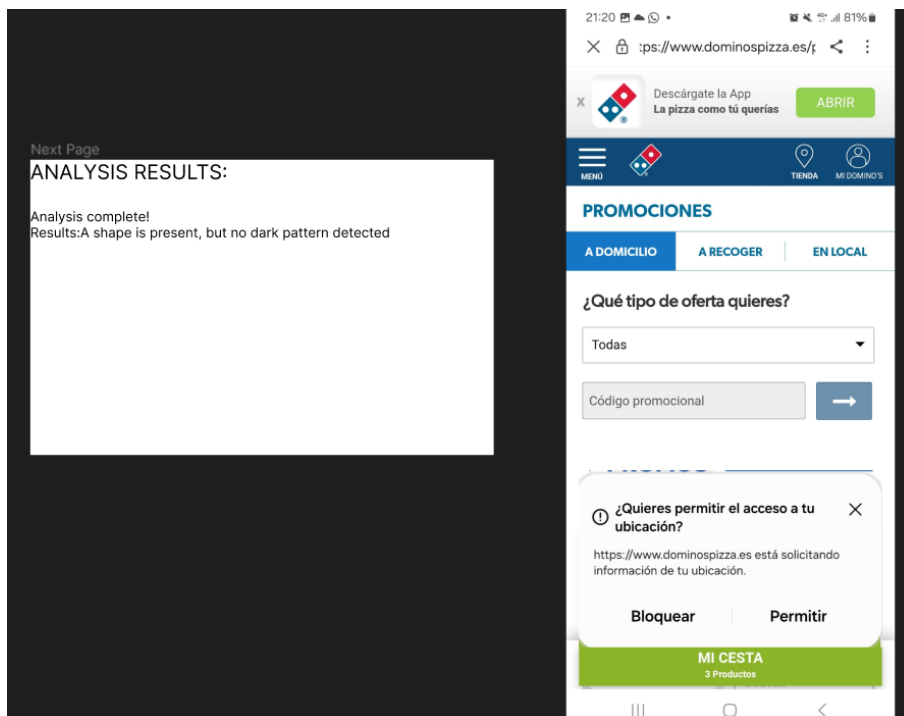 Next Page
ANALYSIS RESULTS:
Analysis complete!
Results:A shape is present, but no dark pattern detected
21:20
81%
:ps://www.dominospizza.es/p
x
Descárgate la App
La pizza como tú querías
ABRIR
MENÚ
TIENDA
MI DOMINO'S
PROMOCIONES
A DOMICILIO
A RECOGER
EN LOCAL
¿Qué tipo de oferta quieres?
Todas
Código promocional
¿Quieres permitir el acceso a tu
ubicación?
https://www.dominospizza.es está solicitando
información de tu ubicación.
Bloquear
Permitir
MI CESTA
3 Productos